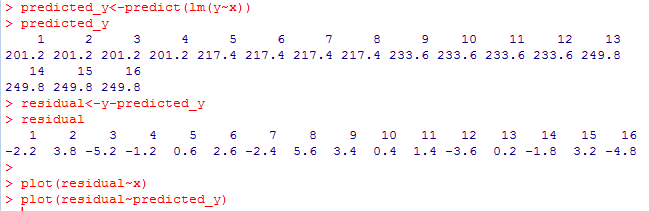 > predicted_y<-predict(lm(y~x))
> predicted_y
1 2 3 4 5 6 7 8 9 10 11 12 13
201.2 201.2 201.2 201.2 217.4 217.4 217.4 217.4 233.6 233.6 233.6 233.6 249.8
14 15 16
249.8 249.8 249.8
> residual<-y-predicted_y
> residual
1 2 3 4 5 6 7 8 9 10 11 12 13 14 15 16
-2.2 3.8 -5.2 -1.2 0.6 2.6 -2.4 5.6 3.4 0.4 1.4 -3.6 0.2 -1.8 3.2 -4.8
>
> plot(residual~x)
> plot(residual~predicted_y)